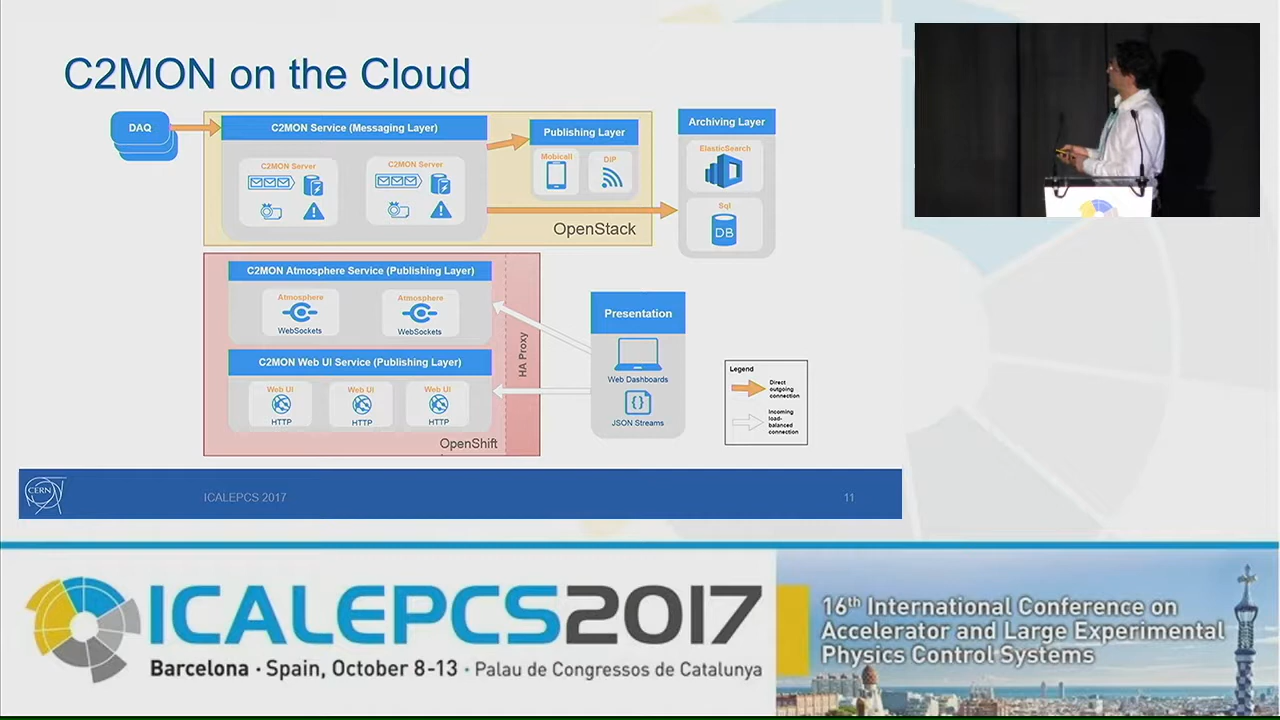 C2MON on the Cloud
DAQ
C2MON Service (Messaging Layer)
C2MON Server
C2MON Server
Publishing Layer
Mobicall
DiP
OpenStack
Archiving Layer
ElasticSearch
Sql
DB
C2MON Atmosphere Service (Publishing Layer)
Atmosphere
WebSockets
Atmosphere
WebSockets
C2MON Web UI Service (Publishing Layer)
Web UI
HTTP
Web UI
HTTP
Web UI
HTTP
HA Proxy
OpenShift
Presentation
Web Dashboards
{}
JSON Streams
Legend
Direct
outgoing
connection
Incoming
load-
balanced
connection
CERN
ICALEPCS 2017
11
ICALEPCS2017
Barcelona · Spain, October 8-13 · Palau de Congressos de Catalunya
16th International Conference on
Accelerator and Large Experimental
Physics Control Systems